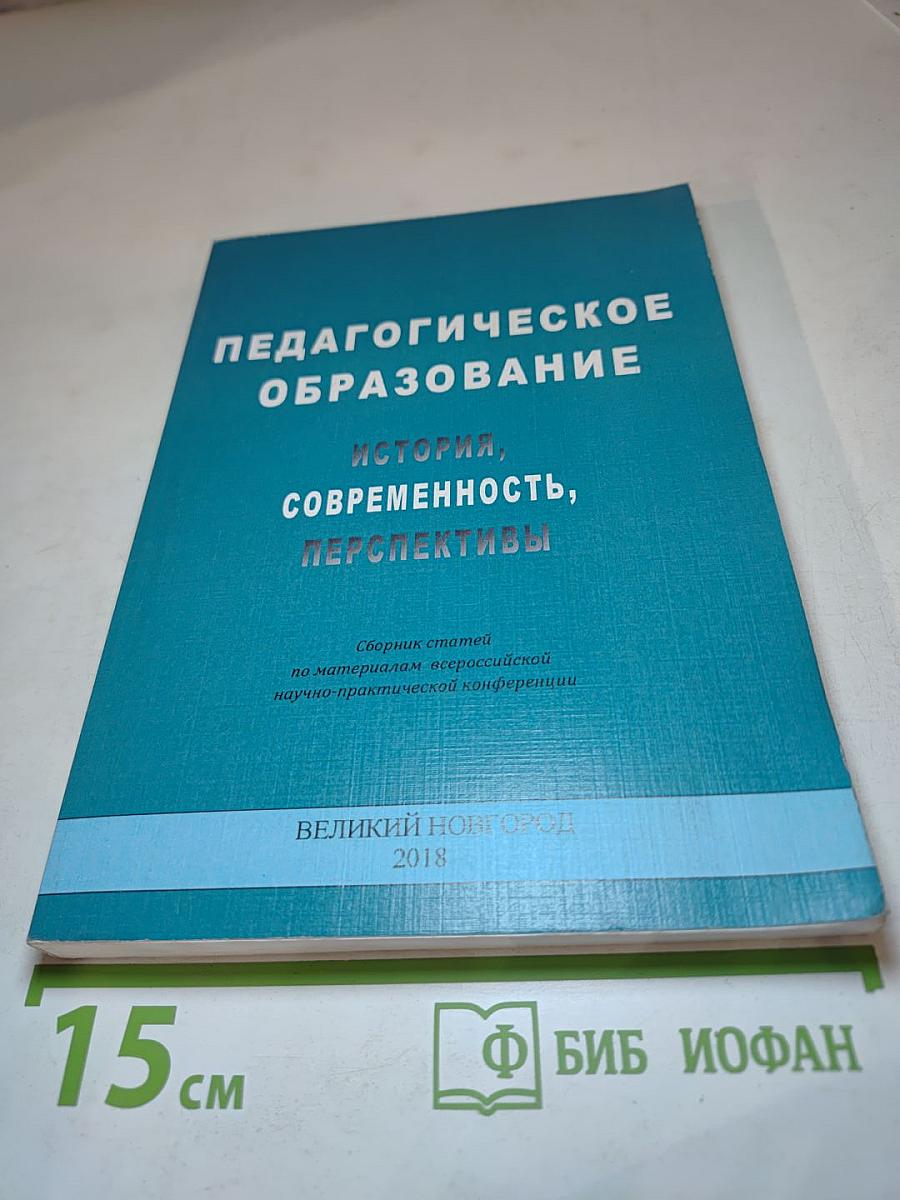 ПЕДАГОГИЧЕСКОЕ
ОБРАЗОВАНИЕ
ИСТОРИЯ,
СОВРЕМЕННОСТЬ,
ПЕРСПЕКТИВЫ
Сборник статей
по материалам всероссийской
научно-практической конференции
ВЕЛИКИЙ НОВГОРОД
2018
15 см
Ф БИБ ИОФАН